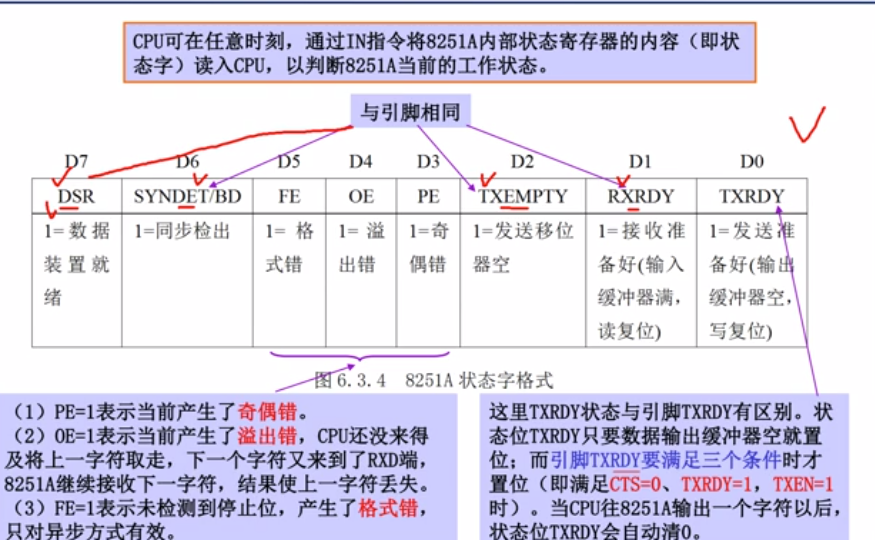 CPU可在任意时刻，通过IN指令将8251A内部状态寄存器的内容（即状
态字）读入CPU，以判断8251A当前的工作状态。
与引脚相同
D7 D6 D5 D4 D3 D2 D1 D0
DSR SYNDET/BD FE OE PE TXEMPTY RXRDY TXRDY
1=数据 1=同步检出 1=格 1=溢 1=奇 1=发送移位 1=接收准 1=发送准
装置就 式错 出错 偶错 器空 备好(输入 备好(输出
绪 缓冲器满， 缓冲器空，
读复位) 写复位)
图 6.3.4 8251A 状态字格式
（1）PE=1表示当前产生了奇偶错。
（2）OE=1表示当前产生了溢出错，CPU还没来得
及将上一字符取走，下一个字符又来到了RXD端，
8251A继续接收下一字符，结果使上一字符丢失。
（3）FE=1表示未检测到停止位，产生了格式错，
只对异步方式有效。
这里TXRDY状态与引脚TXRDY有区别。状
态位TXRDY只要数据输出缓冲器空就置
位；而引脚TXRDY要满足三个条件时才
置位（即满足CTS=0、TXRDY=1，TXEN=1
时）。当CPU往8251A输出一个字符以后，
状态位TXRDY会自动清0。